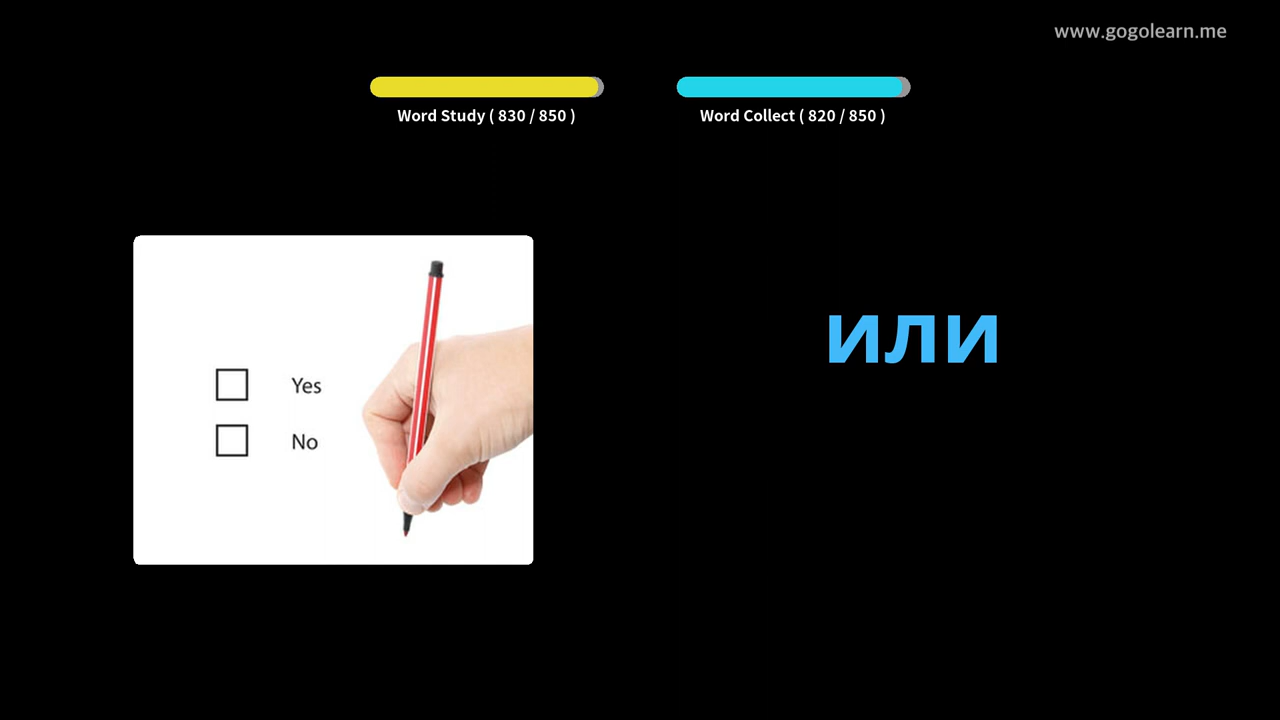 www.gogolearn.me
Word Study ( 830 / 850 )
Word Collect ( 820 / 850 )
Yes
No
или